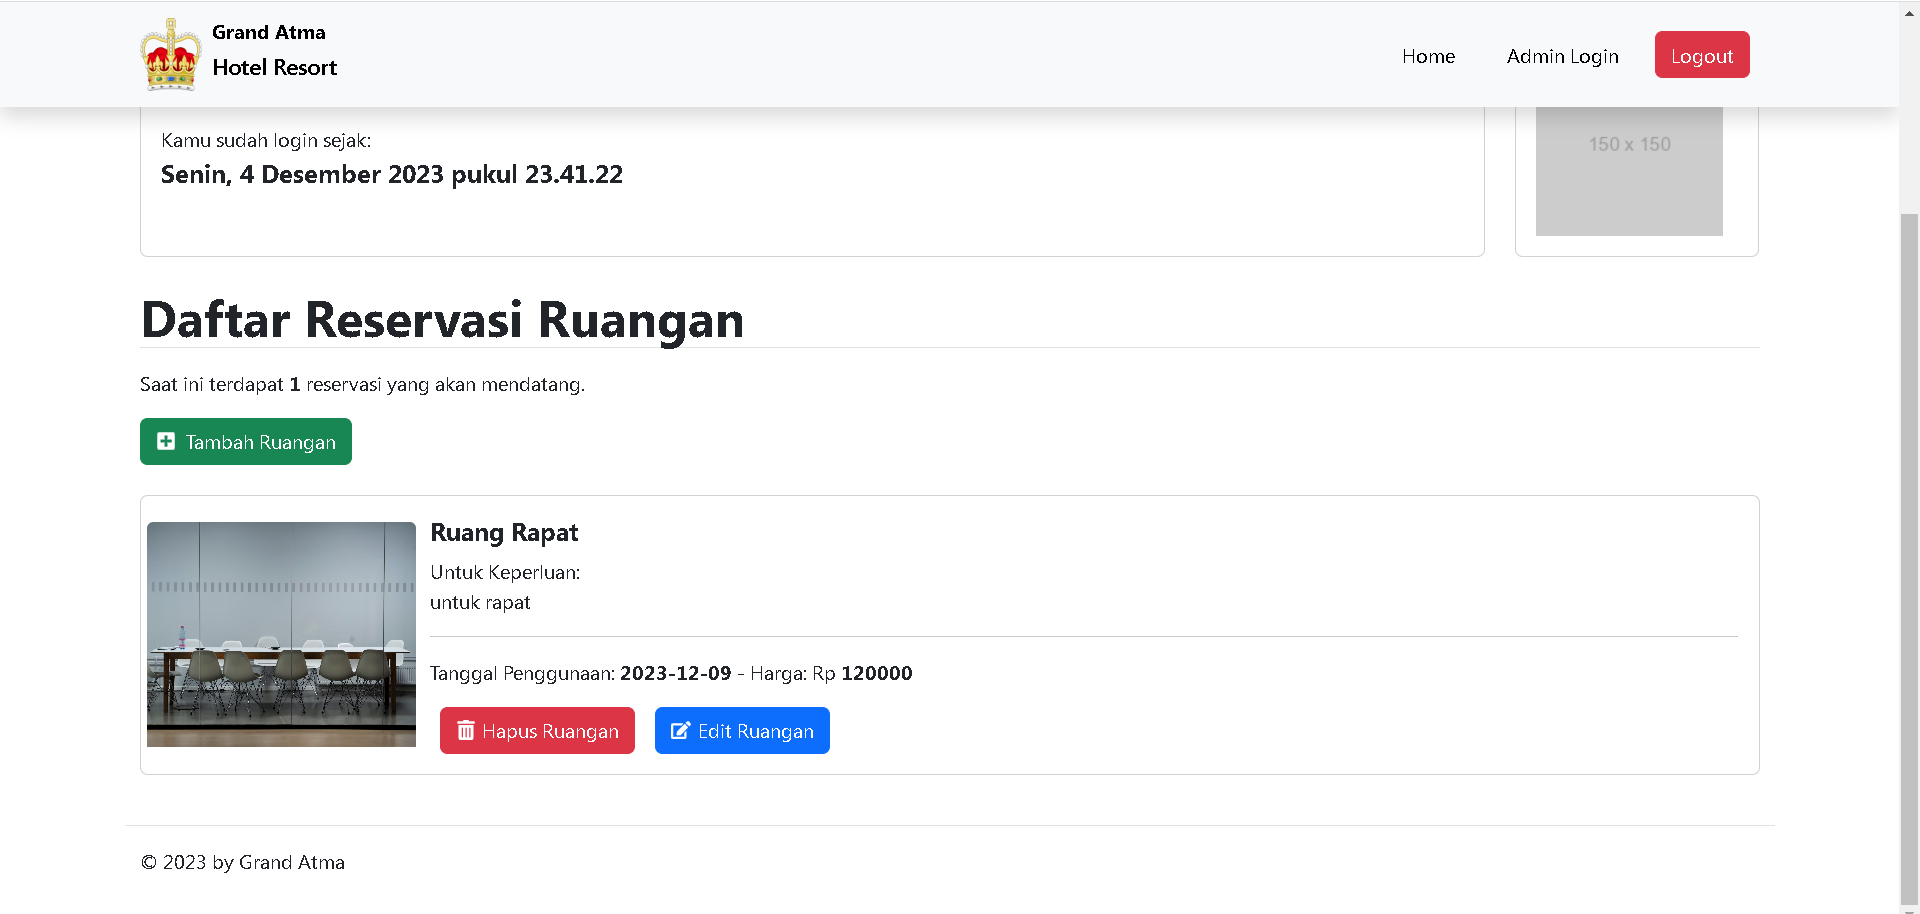 Grand Atma
Hotel Resort
Home
Admin Login
Logout
Kamu sudah login sejak:
Senin, 4 Desember 2023 pukul 23.41.22
150 x 150
Daftar Reservasi Ruangan
Saat ini terdapat 1 reservasi yang akan mendatang.
Tambah Ruangan
Ruang Rapat
Untuk Keperluan:
untuk rapat
Tanggal Penggunaan: 2023-12-09 - Harga: Rp 120000
Hapus Ruangan
Edit Ruangan
© 2023 by Grand Atma